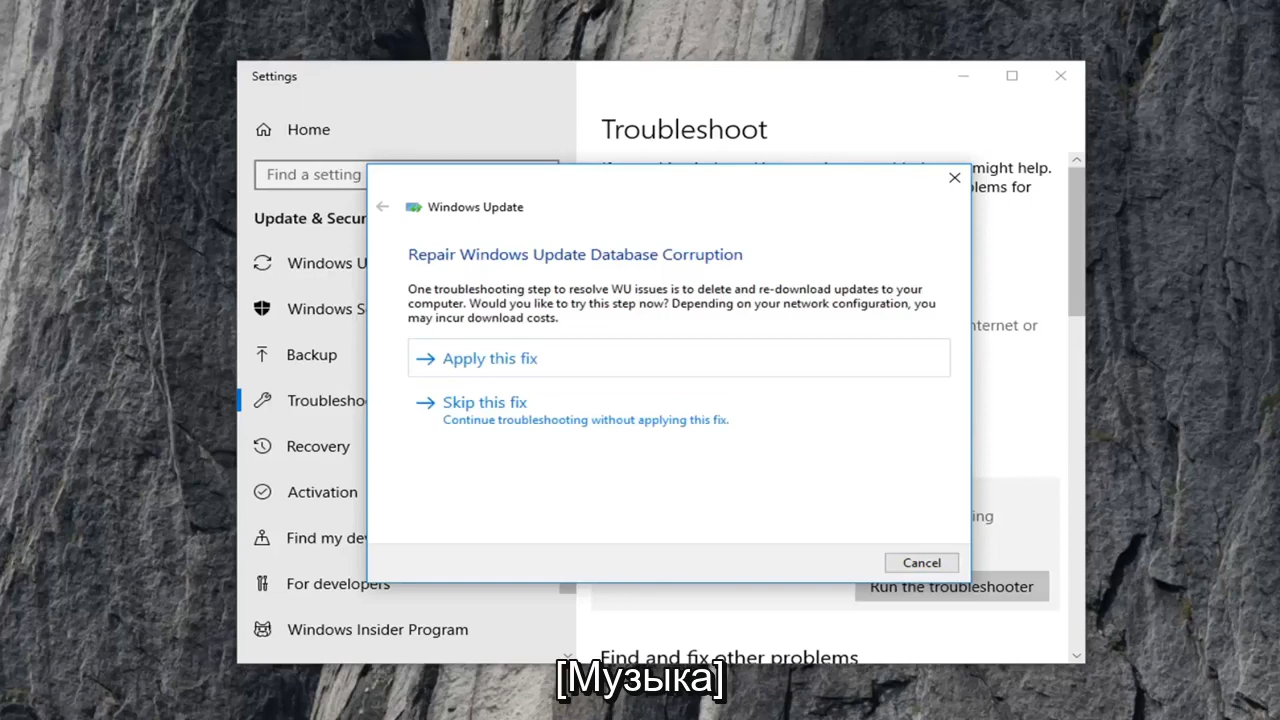 Settings
Home
Find a setting
Update & Secur
Windows U
Windows S
Backup
Troublesho
Recovery
Activation
Find my dev
For developers
Windows Insider Program
Troubleshoot
might help.
lems for
nternet or
ing
Run the troubleshooter
Find and fix other problems
Windows Update
Repair Windows Update Database Corruption
One troubleshooting step to resolve WU issues is to delete and re-download updates to your
computer. Would you like to try this step now? Depending on your network configuration, you
may incur download costs.
Apply this fix
Skip this fix
Continue troubleshooting without applying this fix.
Cancel
[Музыка]